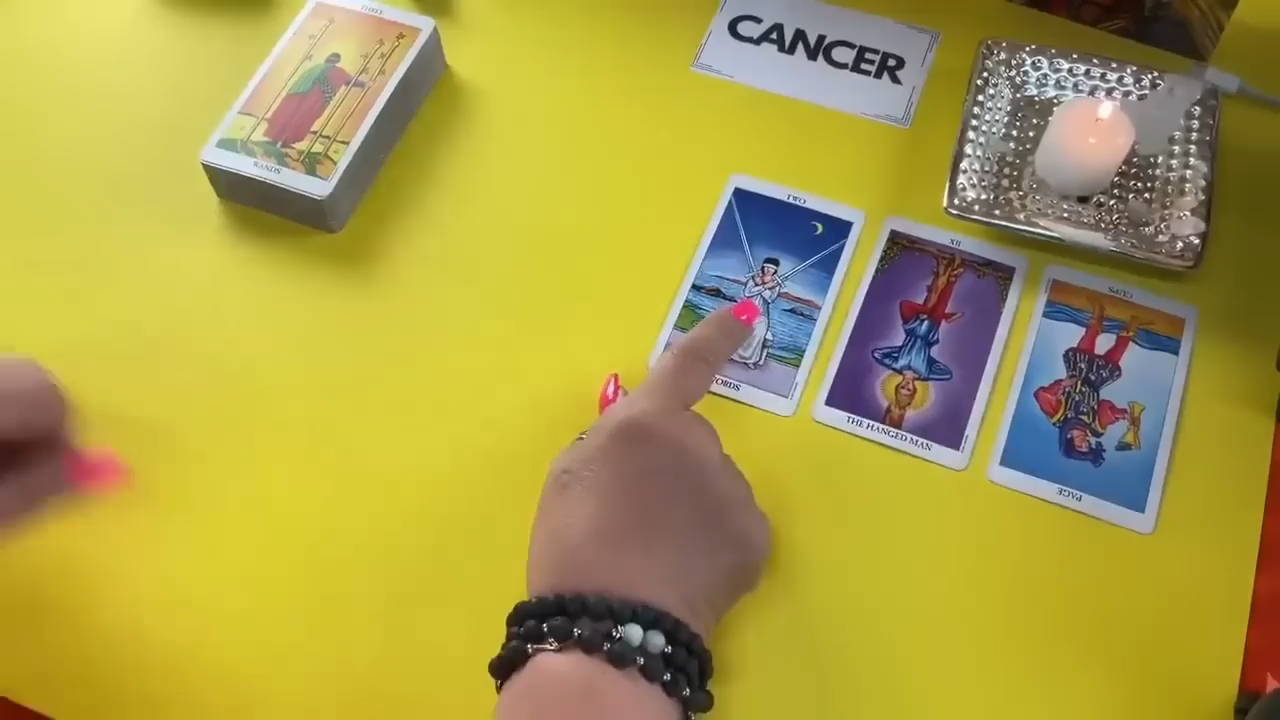 THREE
WANDS
CANCER
TWO
ORDS
XII
THE HANGED MAN
CUPS
PAGE